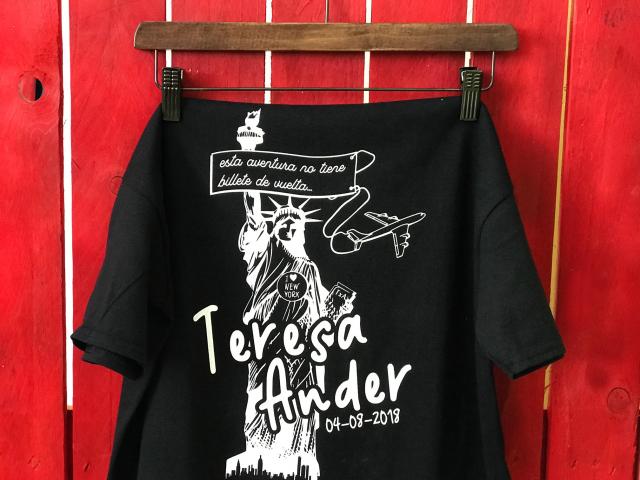 esta aventura no tiene
billete de vuelta...
I ♥
NEW
YORK
Teresa
Ander
04-08-2018